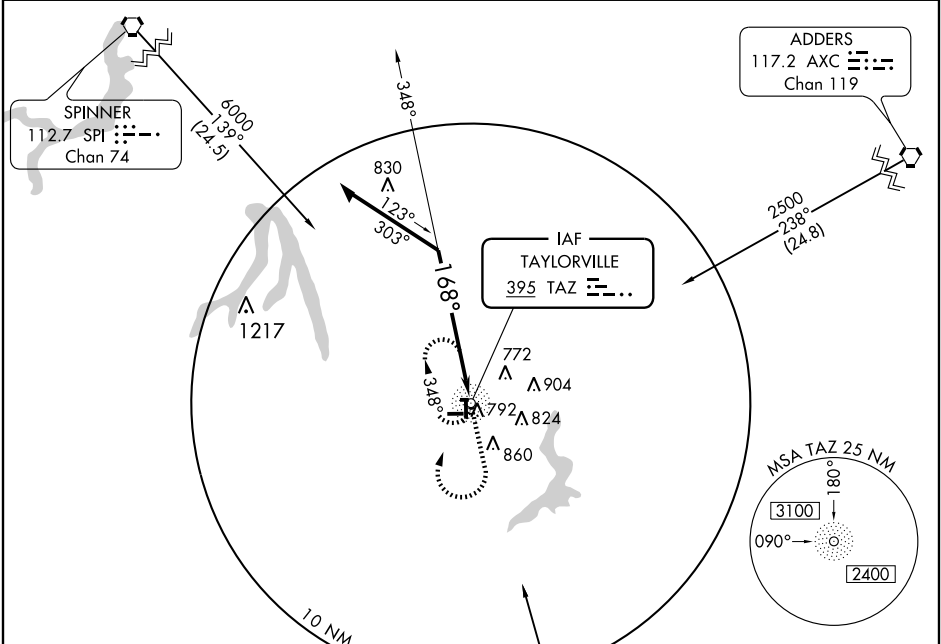 SPINNER
112.7 SPI
Chan 74
6000
139°
(24.5)
348°
830
123°
303°
168°
ADDERS
117.2 AXC
Chan 119
2500
238°
(24.8)
IAF
TAYLORVILLE
395 TAZ
1217
348°
772
904
792
824
860
10 NM
MSA TAZ 25 NM
180°
3100
090°
2400